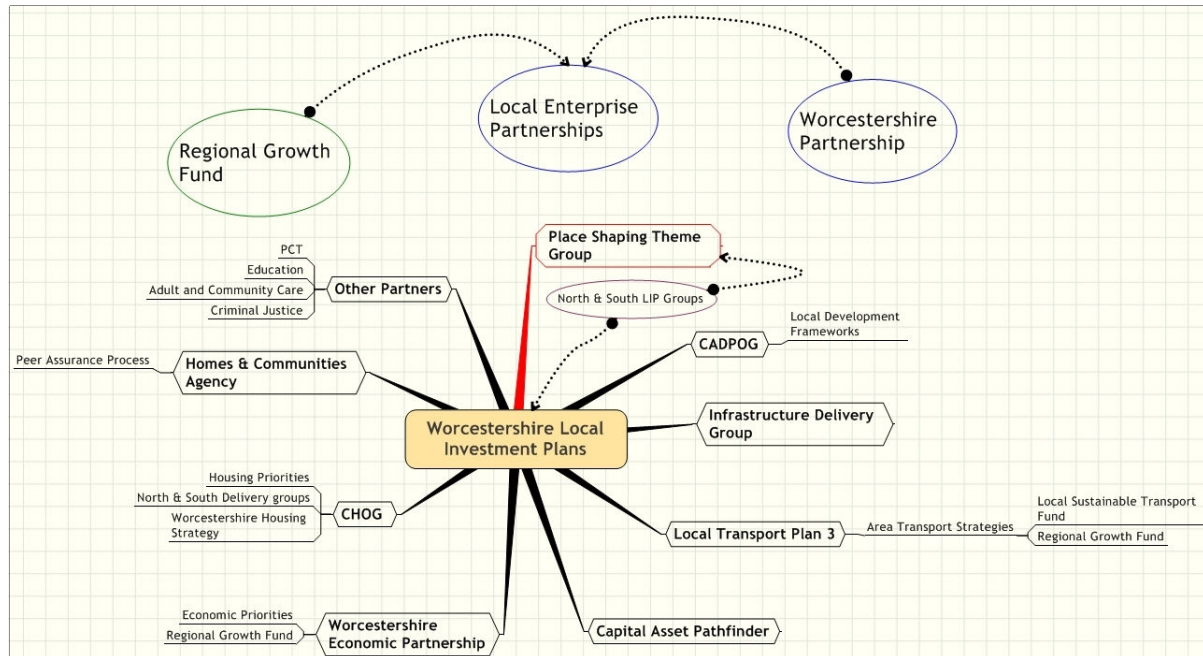 Local Enterprise
Partnerships
Worcestershire
Partnership
Regional Growth
Fund
Place Shaping Theme
Group
PCT
Education
Adult and Community Care
Criminal Justice
Other Partners
North & South LIP Groups
Local Development
Frameworks
CADPOG
Peer Assurance Process
Homes & Communities
Agency
Infrastructure Delivery
Group
Worcestershire Local
Investment Plans
Housing Priorities
North & South Delivery groups
Worcestershire Housing
Strategy
CHOG
Local Transport Plan 3
Area Transport Strategies
Local Sustainable Transport
Fund
Regional Growth Fund
Economic Priorities
Regional Growth Fund
Worcestershire
Economic Partnership
Capital Asset Pathfinder